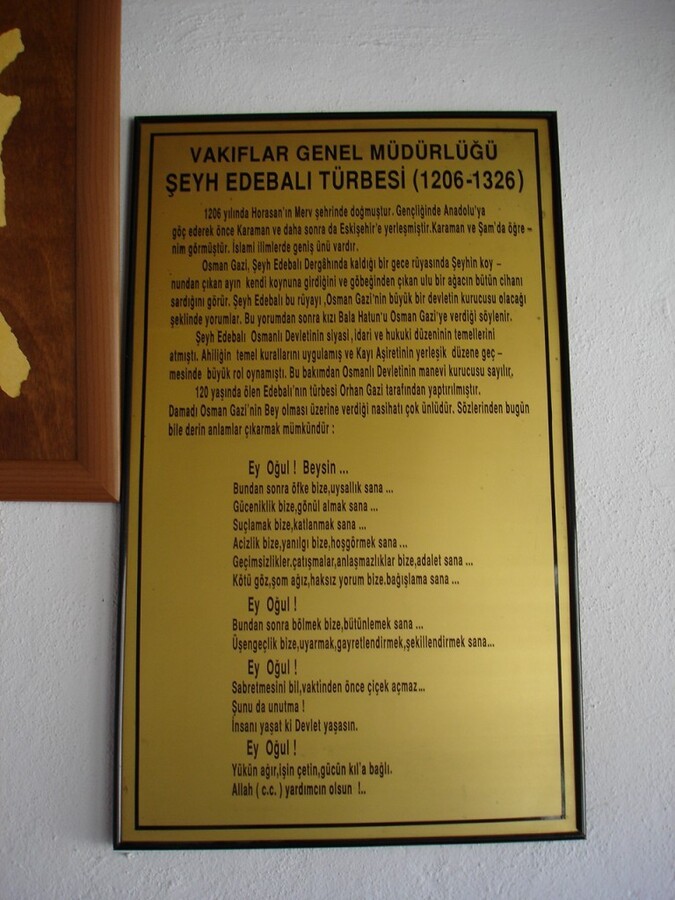 VAKIFLAR GENEL MÜDÜRLÜĞÜ
ŞEYH EDEBALI TÜRBESİ (1206-1326)
1206 yılında Horasan'ın Merv şehrinde doğmuştur. Gençliğinde Anadolu'ya
göç ederek önce Karaman ve daha sonra da Eskişehir'e yerleşmiştir.Karaman ve Şam'da öğre –
nim görmüştür. İslami ilimlerde geniş ünü vardır.
Osman Gazi, Şeyh Edebalı Dergâhında kaldığı bir gece rüyasında Şeyhin koy –
nundan çıkan ayın kendi koynuna girdiğini ve göbeğinden çıkan ulu bir ağacın bütün cihanı
sardığını görür. Şeyh Edebalı bu rüyayı ,Osman Gazi'nin büyük bir devletin kurucusu olacağı
şeklinde yorumlar. Bu yorumdan sonra kızı Bala Hatun'u Osman Gazi'ye verdiği söylenir.
Şeyh Edebalı Osmanlı Devletinin siyasi,idari ve hukuki düzeninin temellerini
atmıştı. Ahiliğin temel kurallarını uygulamış ve Kayı Aşiretinin yerleşik düzene geç –
mesinde büyük rol oynamıştı. Bu bakımdan Osmanlı Devletinin manevi kurucusu sayılır,
120 yaşında ölen Edebalı'nın türbesi Orhan Gazi tarafından yaptırılmıştır.
Damadı Osman Gazi'nin Bey olması üzerine verdiği nasihatı çok ünlüdür. Sözlerinden bugün
bile derin anlamlar çıkarmak mümkündür :
Ey Oğul ! Beysin ...
Bundan sonra öfke bize,uysallık sana ...
Güceniklik bize,gönül almak sana ...
Suçlamak bize,katlanmak sana ...
Acizlik bize,yanılgı bize,hoşgörmek sana ...
Geçimsizlikler,çatışmalar,anlaşmazlıklar bize,adalet sana ...
Kötü göz,şom ağız,haksız yorum bize.bağışlama sana ...
Ey Oğul !
Bundan sonra bölmek bize,bütünlemek sana ...
Üşengeçlik bize,uyarmak,gayretlendirmek,şekillendirmek sana...
Ey Oğul !
Sabretmesini bil,vaktinden önce çiçek açmaz...
Şunu da unutma !
İnsanı yaşat ki Devlet yaşasın.
Ey Oğul !
Yükün ağır,işin çetin,gücün kıl'a bağlı.
Allah ( c.c. ) yardımcın olsun !..